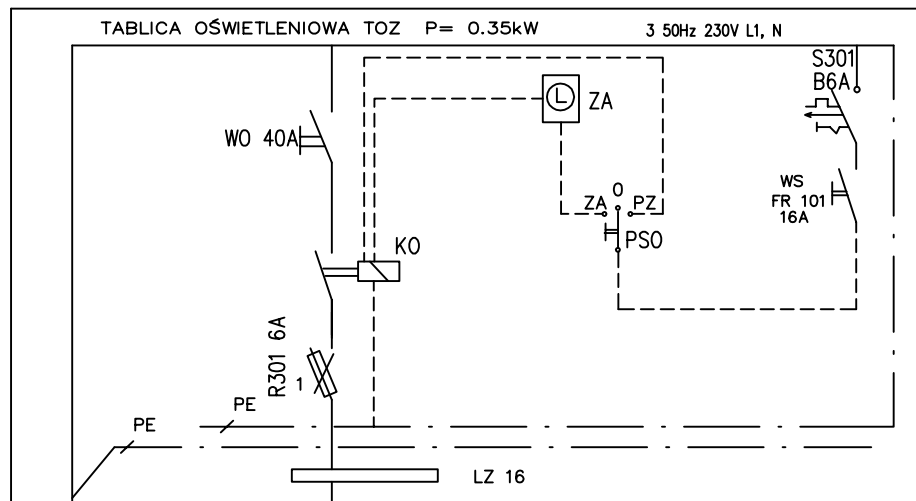 TABLICA OŚWIETLENIOWA TOZ P= 0.35kW 3 50Hz 230V L1, N
S301
B6A
ZA
WO 40A
WS
FR 101
16A
0
ZA PZ
PSO
KO
R301 6A
1
PE
PE
LZ 16